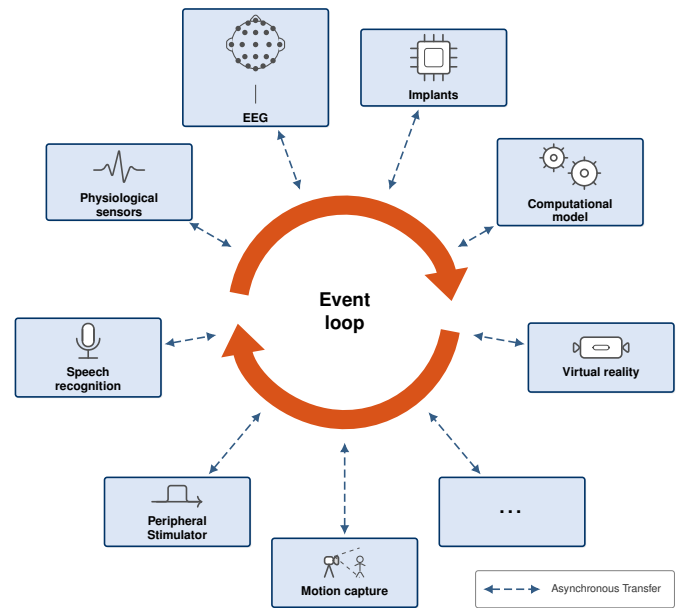 EEG
Implants
Physiological
sensors
Computational
model
Event
loop
Speech
recognition
Virtual reality
Peripheral
Stimulator
...
Motion capture
Asynchronous Transfer